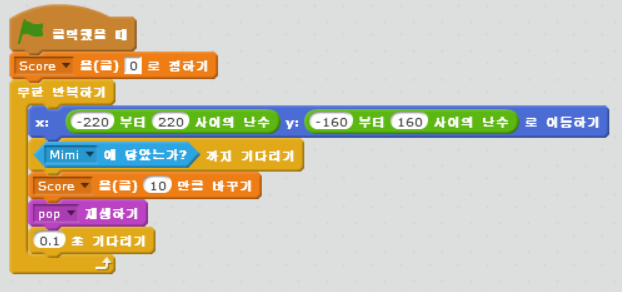 클릭했을 때
Score 을(를) 0 로 정하기
무한 반복하기
x: -220 부터 220 사이의 난수 y: -160 부터 160 사이의 난수 로 이동하기
Mimi 에 닿았는가? 까지 기다리기
Score 을(를) 10 만큼 바꾸기
pop 재생하기
0.1 초 기다리기